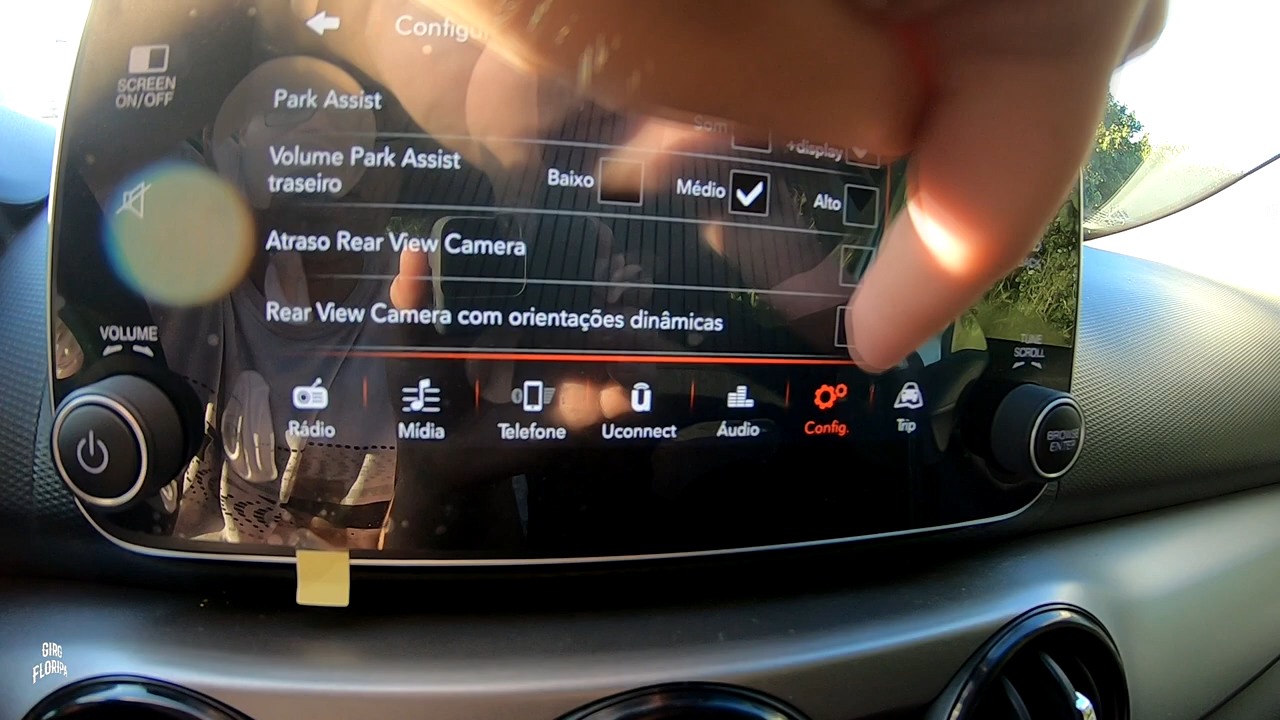 Configu
SCREEN
ON/OFF
Park Assist
Som
+display
Volume Park Assist
traseiro
Baixo
Médio
Alto
Atraso Rear View Camera
Rear View Camera com orientações dinâmicas
VOLUME
TUNE
SCROLL
Rádio
Mídia
Telefone
Uconnect
Áudio
Config.
Trip
BROWSE
ENTER
GIRO
FLORIPA